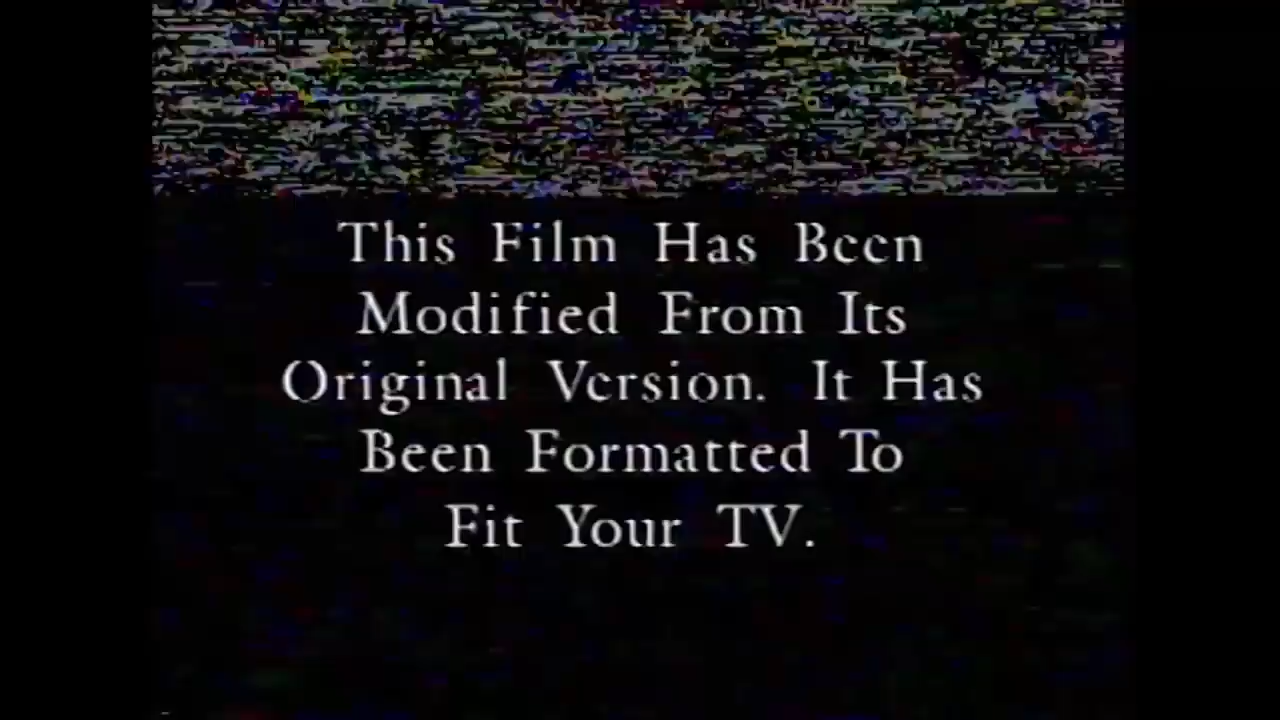 This Film Has Been
Modified From Its
Original Version. It Has
Been Formatted To
Fit Your TV.